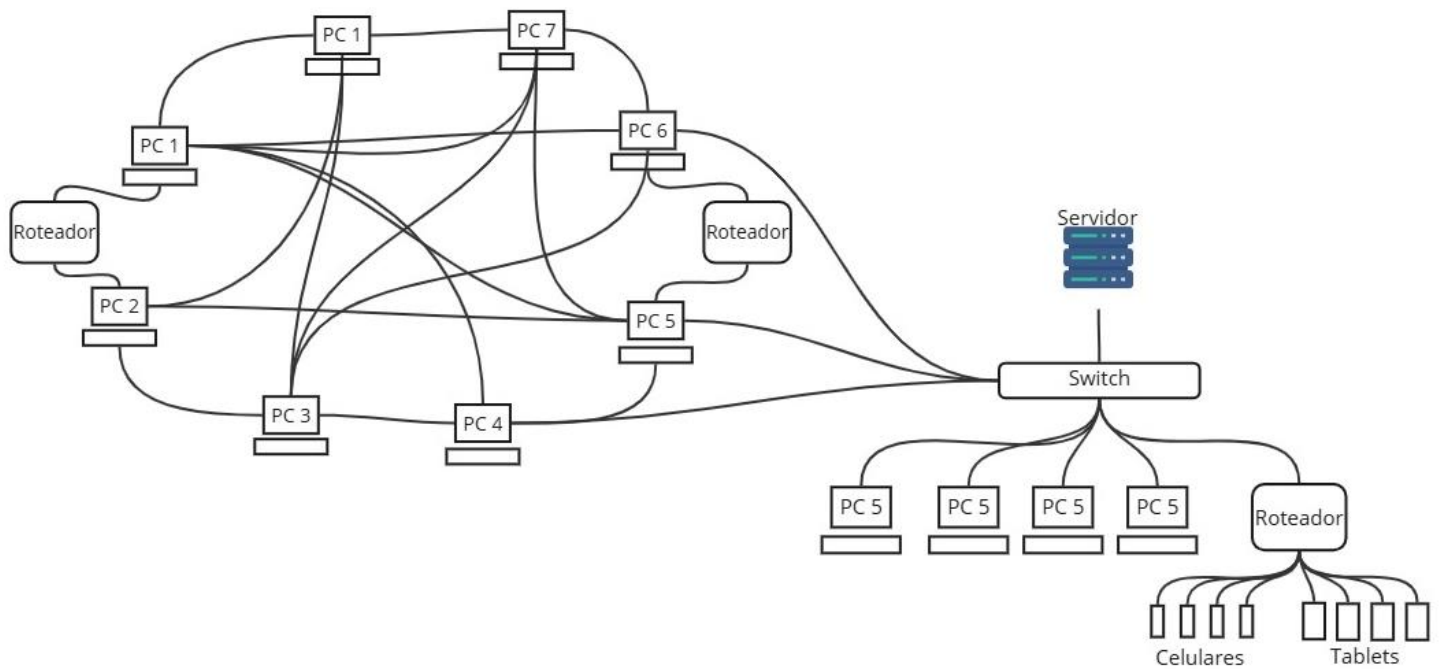 PC 1
PC 7
PC 1
PC 6
Roteador
Roteador
Servidor
PC 2
PC 5
Switch
PC 3
PC 4
PC 5
PC 5
PC 5
PC 5
Roteador
Celulares
Tablets